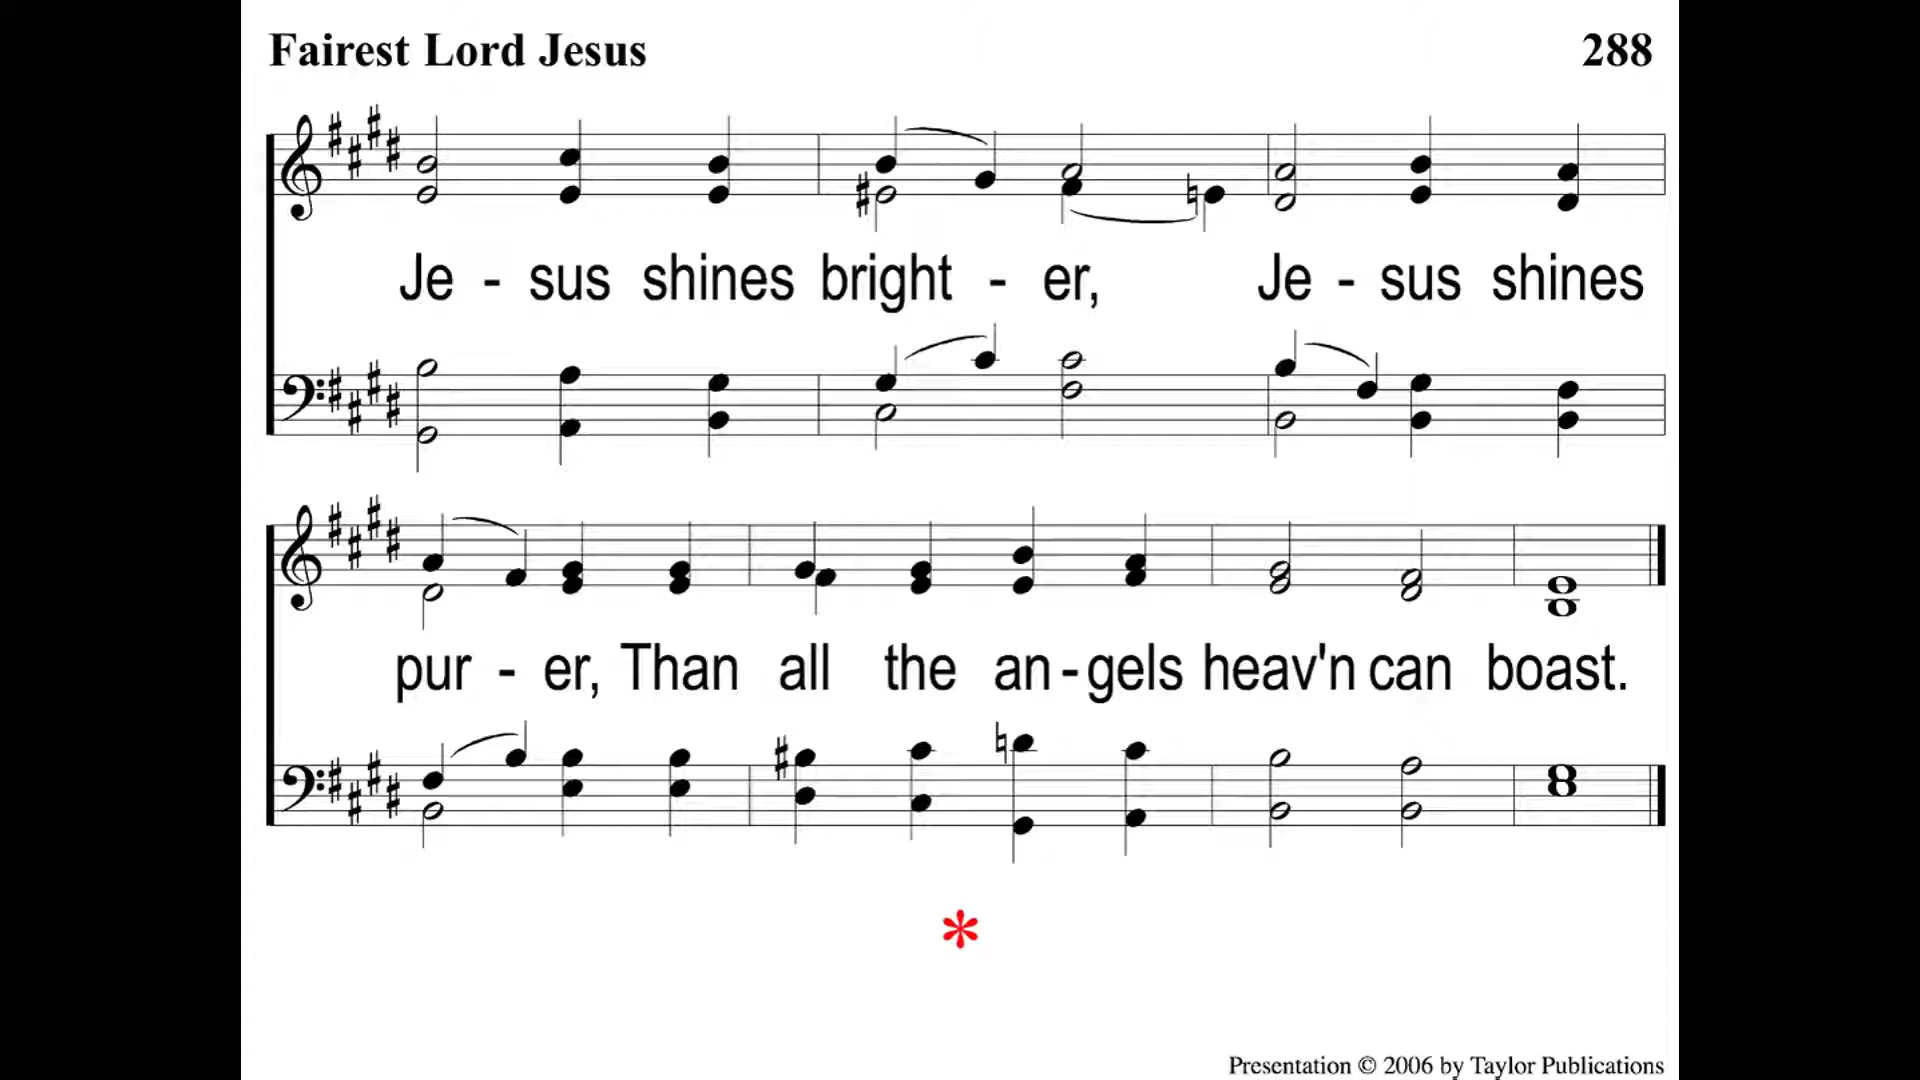 Fairest Lord Jesus 288
Je - sus shines bright - er, Je - sus shines
pur - er, Than all the an - gels heav'n can boast.
*
Presentation © 2006 by Taylor Publications